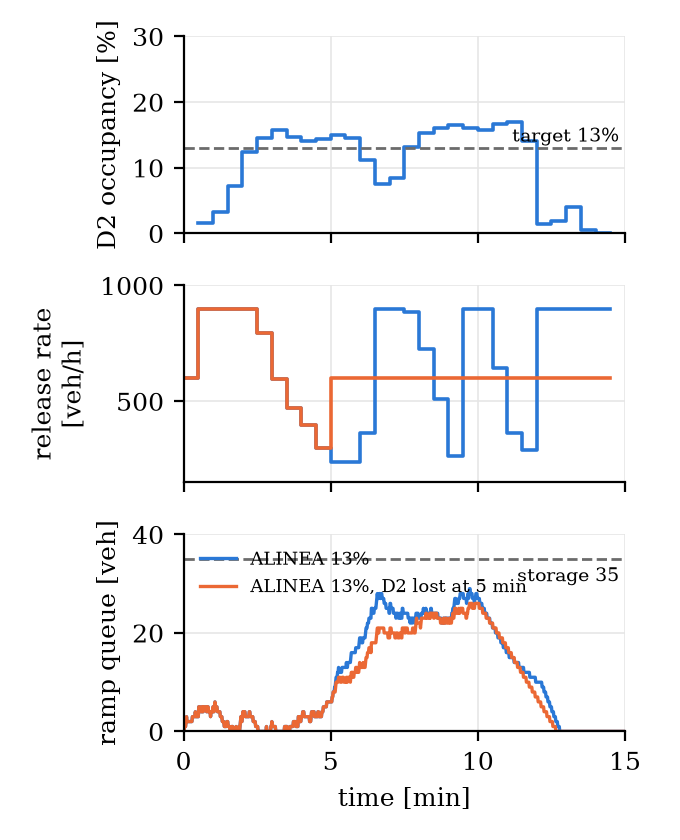 30
20
10
0
D2 occupancy [%]
target 13%
1000
500
release rate
[veh/h]
40
20
0
ramp queue [veh]
ALINEA 13%
ALINEA 13%, D2 lost at 5 min
storage 35
0
5
10
15
time [min]